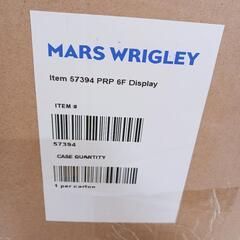 MARS WRIGLEY
Item 57394 PRP 6F Display
ITEM #
57394
CASE QUANTITY
1 per carton